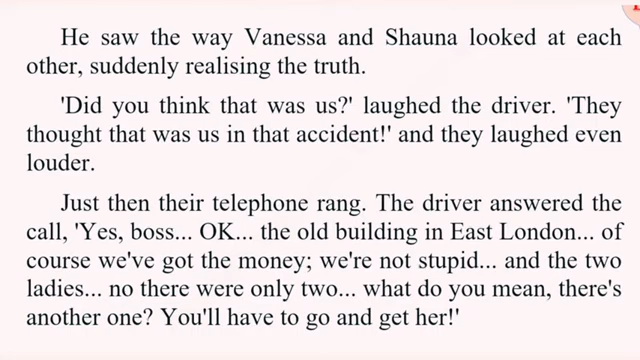 He saw the way Vanessa and Shauna looked at each
other, suddenly realising the truth.
'Did you think that was us?' laughed the driver. 'They
thought that was us in that accident!' and they laughed even
louder.
Just then their telephone rang. The driver answered the
call, 'Yes, boss... OK... the old building in East London... of
course we've got the money; we're not stupid... and the two
ladies... no there were only two... what do you mean, there's
another one? You'll have to go and get her!'